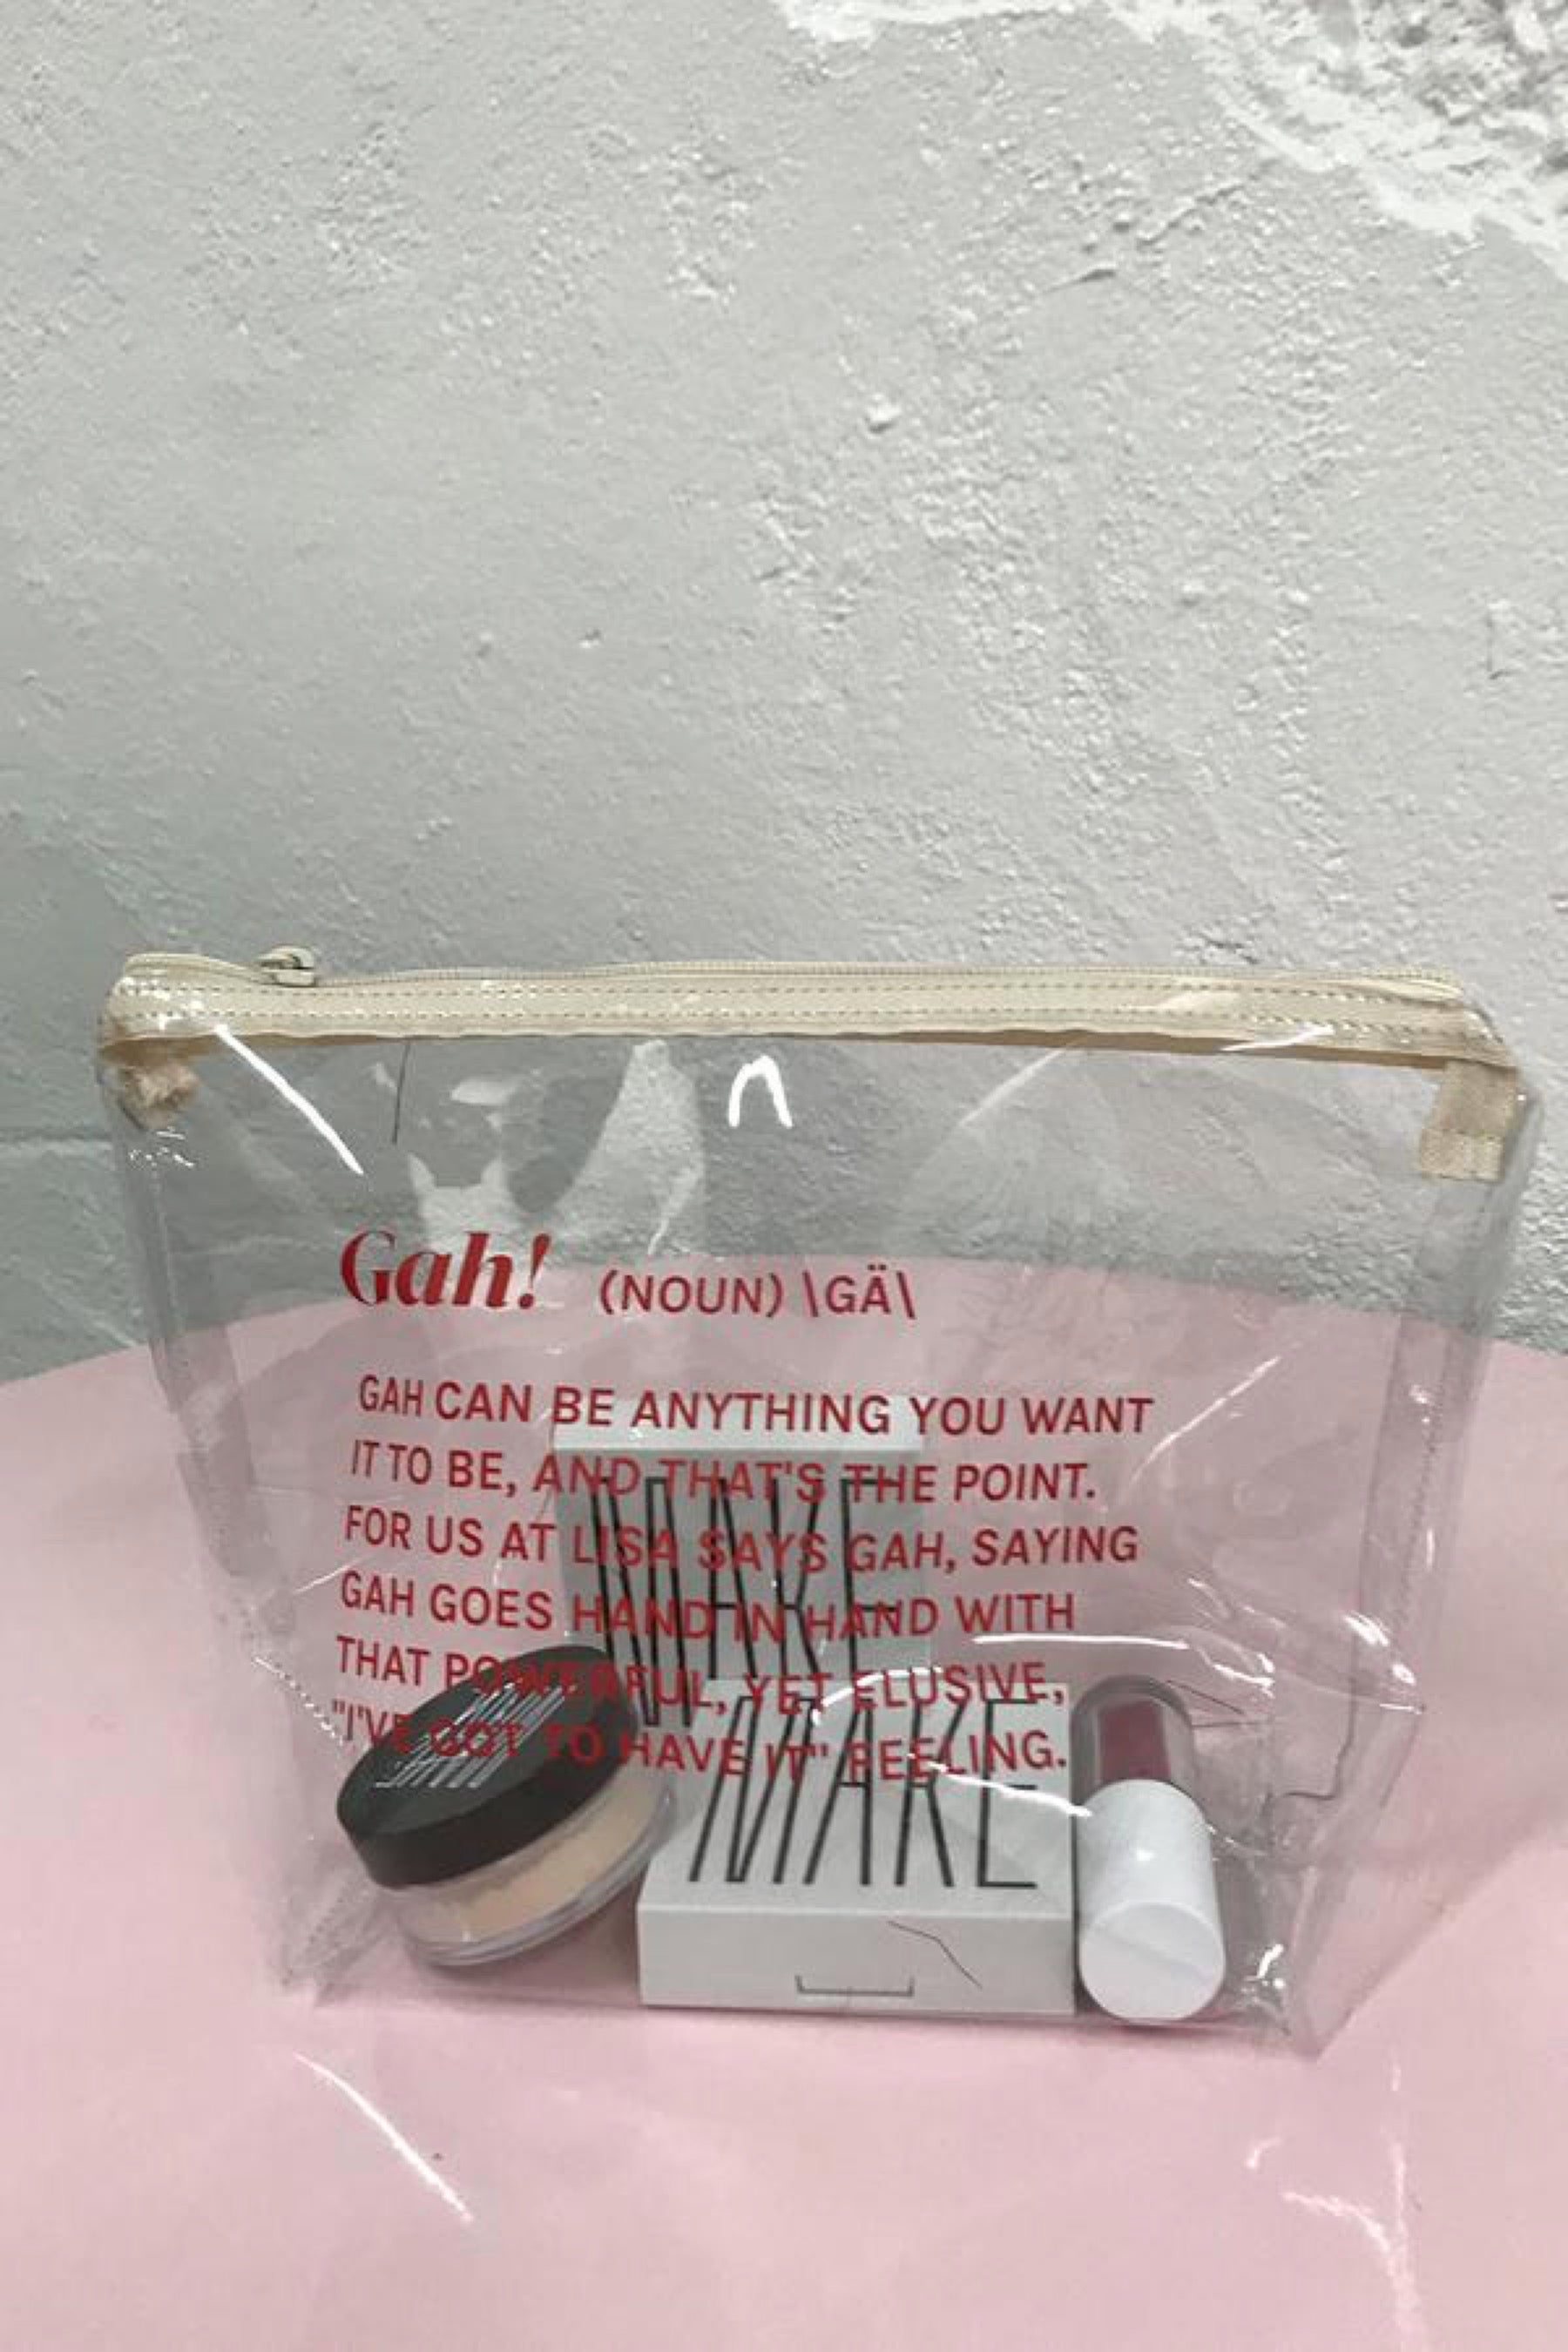 Gah! (NOUN) \GÄ\
GAH CAN BE ANYTHING YOU WANT
IT TO BE, AND THAT'S THE POINT.
FOR US AT LISA SAYS GAH, SAYING
GAH GOES HAND IN HAND WITH
THAT POWERFUL, YET ELUSIVE,
"I'VE GOT TO HAVE IT" FEELING.
MAKE
MAKE